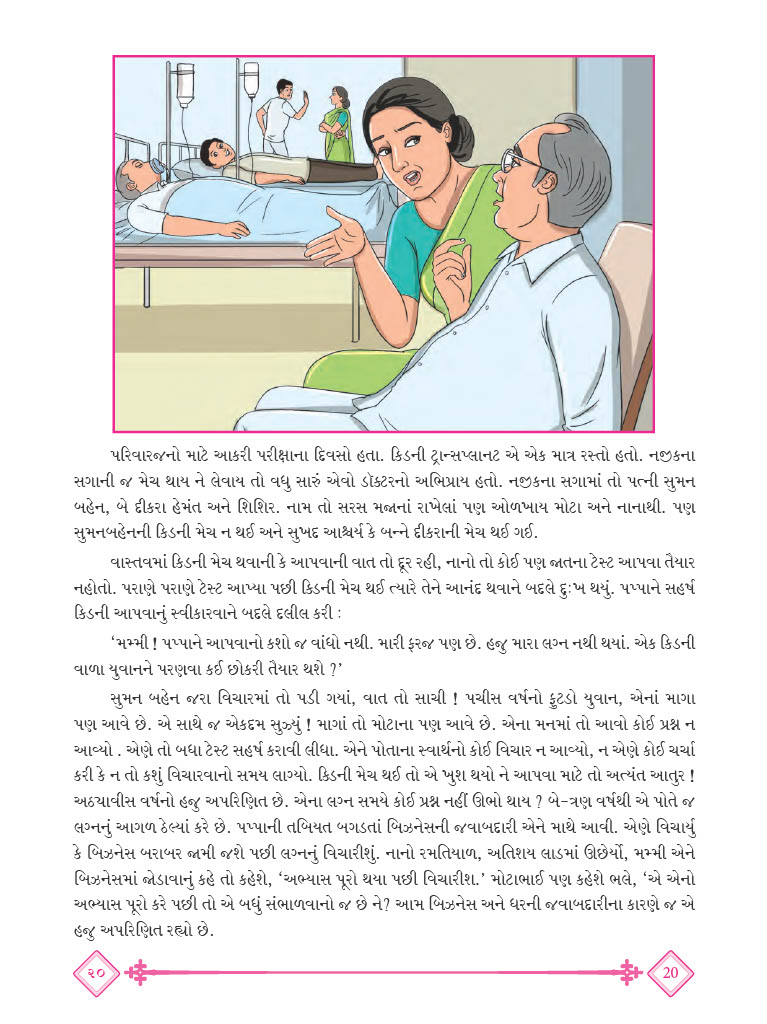 પરિવારજનો માટે આકરી પરીક્ષાના દિવસો હતા. કિડની ટ્રાન્સપ્લાનટ એ એક માત્ર રસ્તો હતો. નજીકના
સગાની જ મેચ થાય ને લેવાય તો વધુ સારું એવો ડૉક્ટરનો અભિપ્રાય હતો. નજીકના સગામાં તો પત્ની સુમન
બહેન, બે દીકરા હેમંત અને શિશિર. નામ તો સરસ મજાનાં રાખેલાં પણ ઓળખાય મોટા અને નાનાથી. પણ
સુમનબહેનની કિડની મેચ ન થઈ અને સુખદ આશ્ચર્ય કે બન્ને દીકરાની મેચ થઈ ગઈ.
વાસ્તવમાં કિડની મેચ થવાની કે આપવાની વાત તો દૂર રહી, નાનો તો કોઈ પણ જાતના ટેસ્ટ આપવા તૈયાર
નહોતો. પરાણે પરાણે ટેસ્ટ આપ્યા પછી કિડની મેચ થઈ ત્યારે તેને આનંદ થવાને બદલે દુઃખ થયું. પપ્પાને સહર્ષ
કિડની આપવાનું સ્વીકારવાને બદલે દલીલ કરી :
‘મમ્મી ! પપ્પાને આપવાનો કશો જ વાંધો નથી. મારી ફરજ પણ છે. હજુ મારા લગ્ન નથી થયાં. એક કિડની
વાળા યુવાનને પરણવા કઈ છોકરી તૈયાર થશે ?’
સુમન બહેન જરા વિચારમાં તો પડી ગયાં, વાત તો સાચી ! પચીસ વર્ષનો ફુટડો યુવાન, એનાં માગા
પણ આવે છે. એ સાથે જ એકદમ સુઝ્યું ! માગાં તો મોટાના પણ આવે છે. એના મનમાં તો આવો કોઈ પ્રશ્ન ન
આવ્યો . એણે તો બધા ટેસ્ટ સહર્ષ કરાવી લીધા. એને પોતાના સ્વાર્થનો કોઈ વિચાર ન આવ્યો, ન એણે કોઈ ચર્ચા
કરી કે ન તો કશું વિચારવાનો સમય લાગ્યો. કિડની મેચ થઈ તો એ ખુશ થયો ને આપવા માટે તો અત્યંત આતુર !
અઠયાવીસ વર્ષનો હજુ અપરિણિત છે. એના લગ્ન સમયે કોઈ પ્રશ્ન નહીં ઊભો થાય ? બે-ત્રણ વર્ષથી એ પોતે જ
લગ્નનું આગળ ઠેલ્યાં કરે છે. પપ્પાની તબિયત બગડતાં બિઝનેસની જવાબદારી એને માથે આવી. એણે વિચાર્યુ
કે બિઝનેસ બરાબર જામી જશે પછી લગ્નનું વિચારીશું. નાનો રમતિયાળ, અતિશય લાડમાં ઊછેર્યો, મમ્મી એને
બિઝનેસમાં જોડાવાનું કહે તો કહેશે, ‘અભ્યાસ પૂરો થયા પછી વિચારીશ.’ મોટાભાઈ પણ કહેશે ભલે, ‘એ એનો
અભ્યાસ પૂરો કરે પછી તો એ બધું સંભાળવાનો જ છે ને? આમ બિઝનેસ અને ઘરની જવાબદારીના કારણે જ એ
હજુ અપરિણિત રહ્યો છે.
૨૦ 20